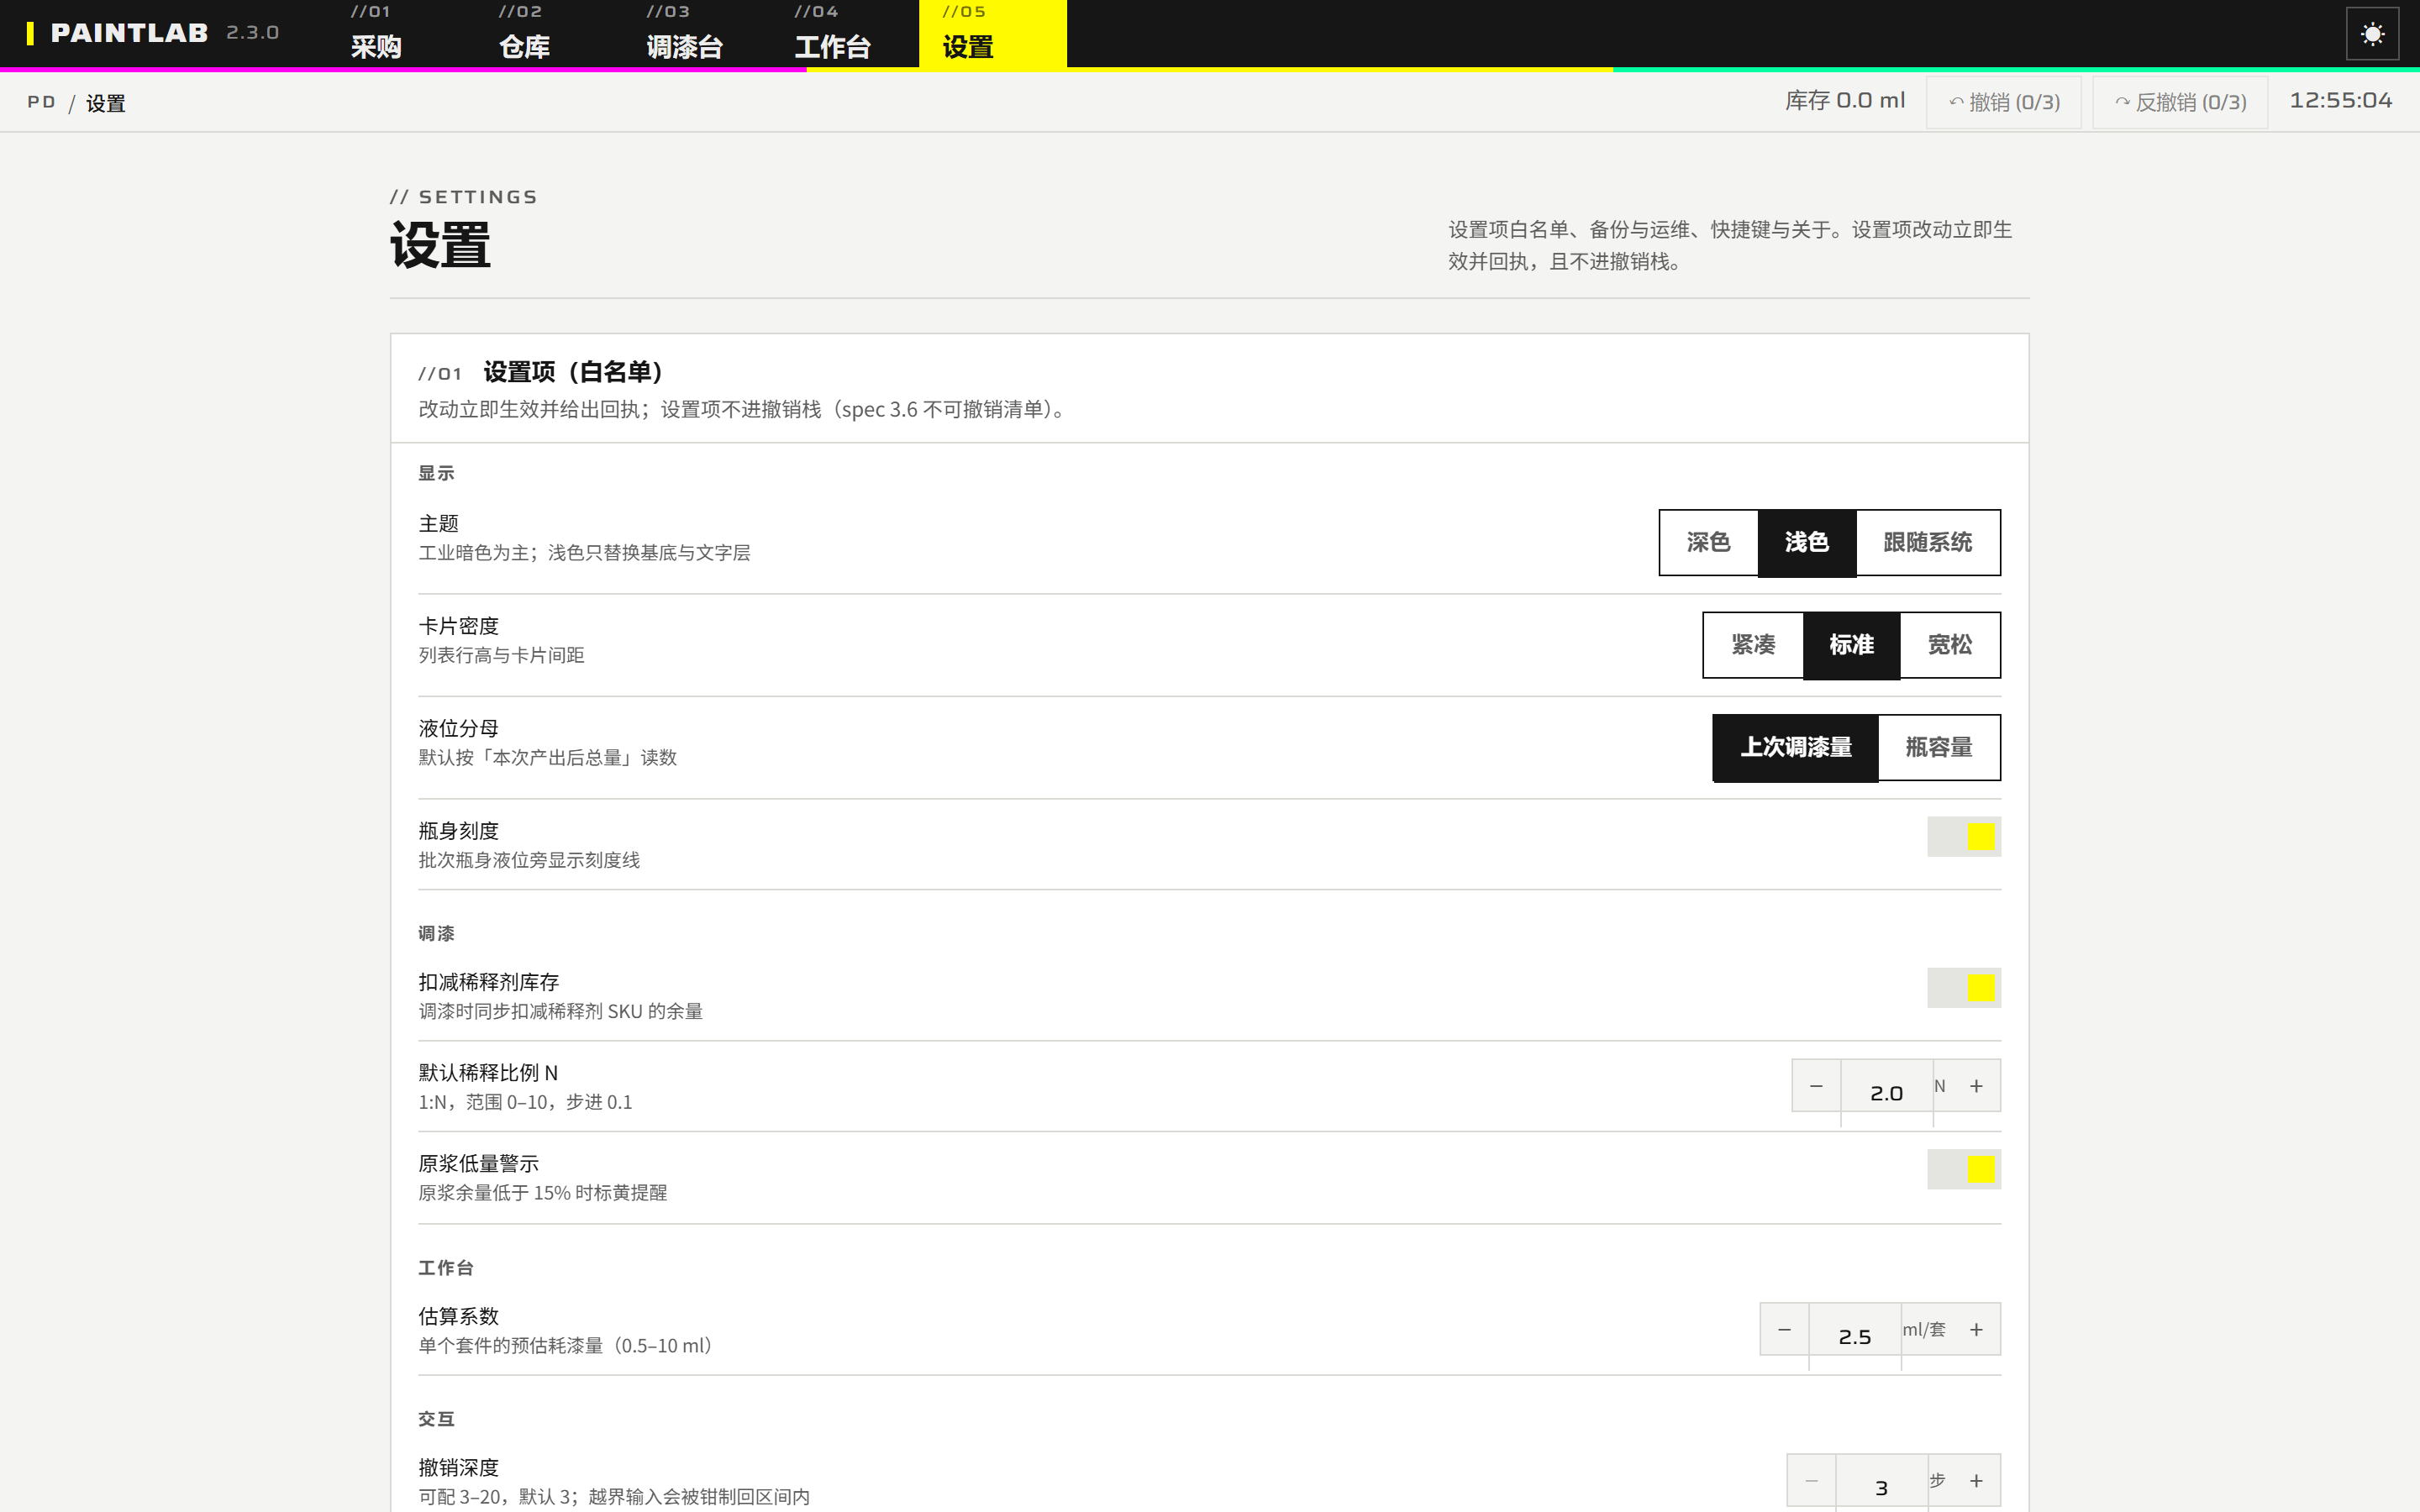 PAINTLAB 2.3.0
//01 采购
//02 仓库
//03 调漆台
//04 工作台
//05 设置
PD / 设置
库存 0.0 ml
↶ 撤销 (0/3)
↷ 反撤销 (0/3)
12:55:04
// SETTINGS
设置
设置项白名单、备份与运维、快捷键与关于。设置项改动立即生
效并回执，且不进撤销栈。
//01 设置项（白名单）
改动立即生效并给出回执；设置项不进撤销栈（spec 3.6 不可撤销清单）。
显示
主题
工业暗色为主；浅色只替换基底与文字层
深色 浅色 跟随系统
卡片密度
列表行高与卡片间距
紧凑 标准 宽松
液位分母
默认按「本次产出后总量」读数
上次调漆量 瓶容量
瓶身刻度
批次瓶身液位旁显示刻度线
调漆
扣减稀释剂库存
调漆时同步扣减稀释剂 SKU 的余量
默认稀释比例 N
1:N，范围 0–10，步进 0.1
− 2.0 N +
原浆低量警示
原浆余量低于 15% 时标黄提醒
工作台
估算系数
单个套件的预估耗漆量（0.5–10 ml）
− 2.5 ml/套 +
交互
撤销深度
可配 3–20，默认 3；越界输入会被钳制回区间内
− 3 步 +